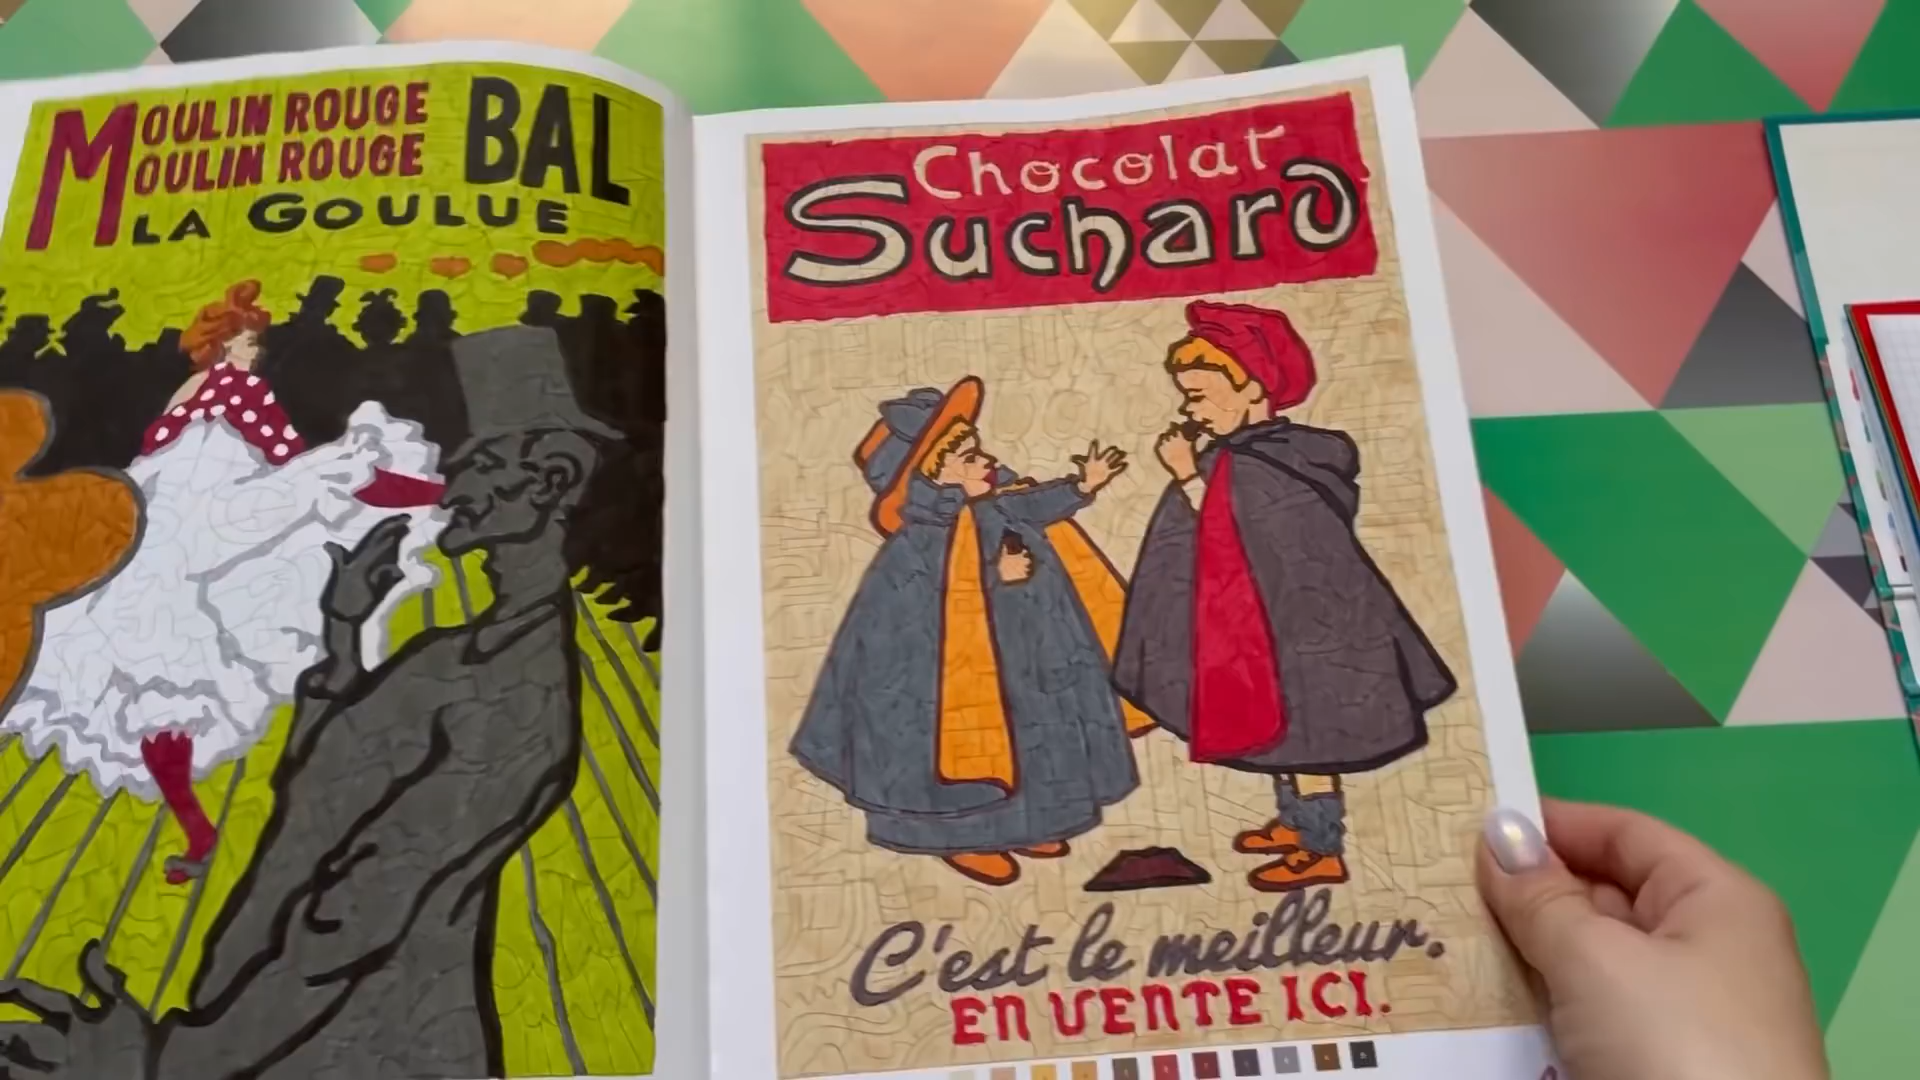 MOULIN ROUGE BAL
MOULIN ROUGE
LA GOULUE
Chocolat
Suchard
C'est le meilleur.
EN VENTE ICI.